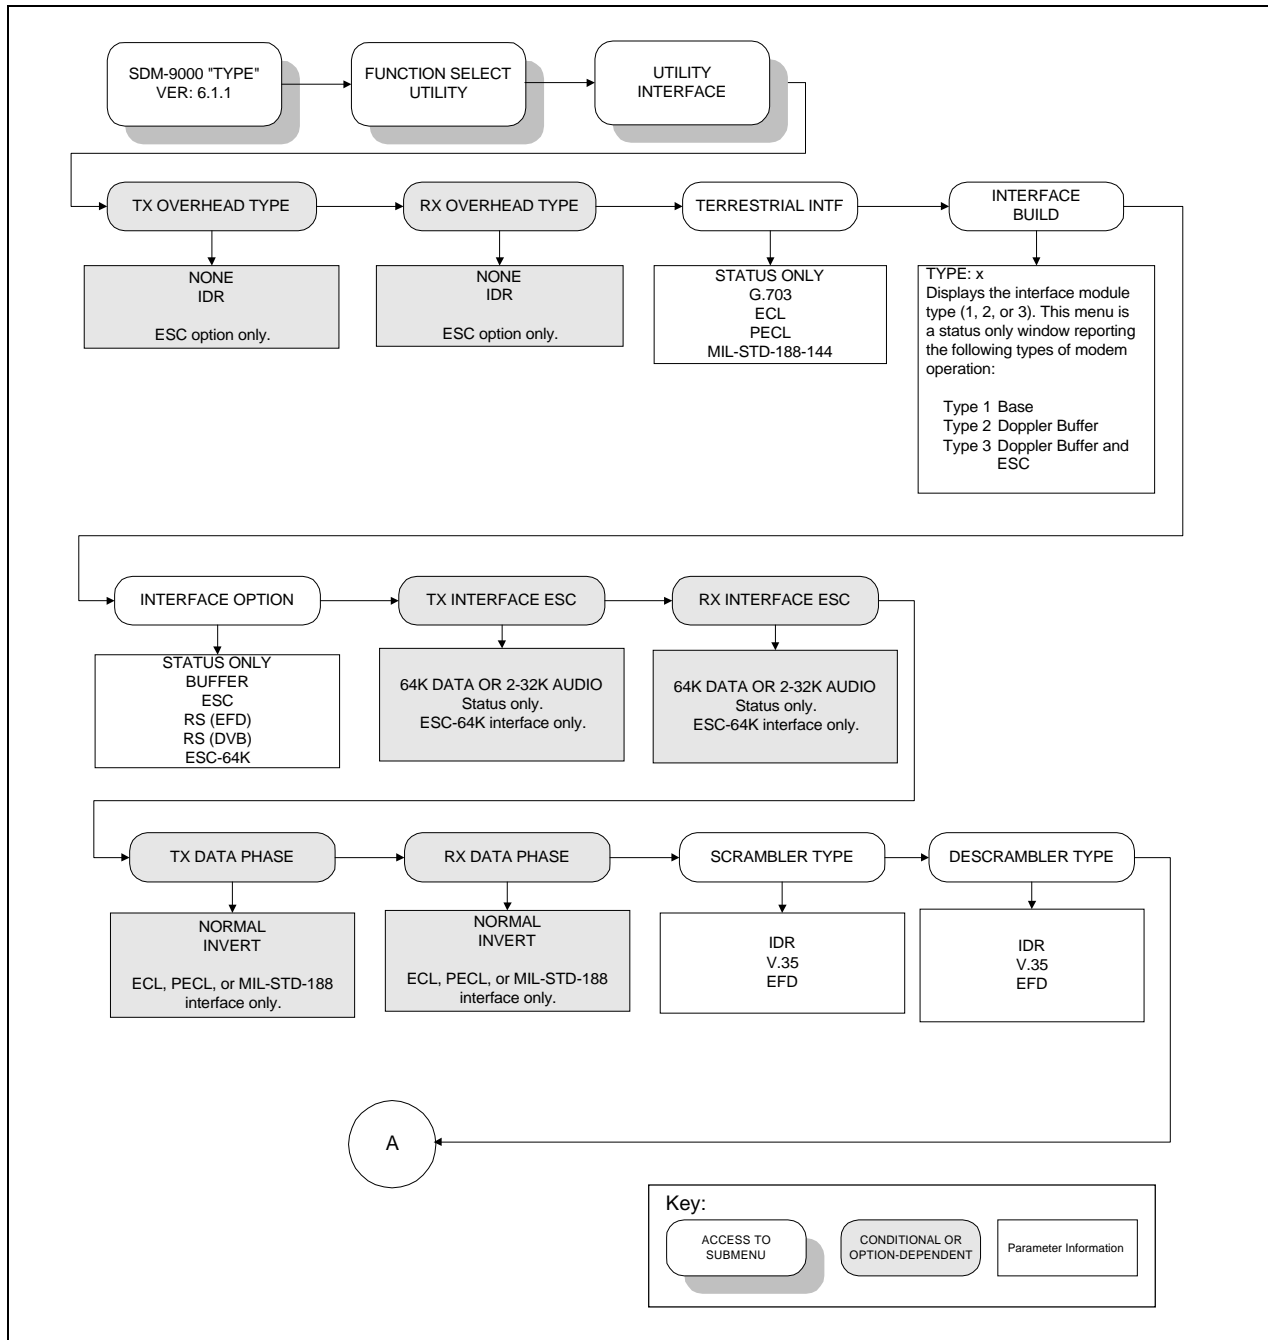 SDM-9000 "TYPE"
VER: 6.1.1
FUNCTION SELECT
UTILITY
UTILITY
INTERFACE
TX OVERHEAD TYPE
RX OVERHEAD TYPE
TERRESTRIAL INTF
INTERFACE
BUILD
NONE
IDR
ESC option only.
NONE
IDR
ESC option only.
STATUS ONLY
G.703
ECL
PECL
MIL-STD-188-144
TYPE: x
Displays the interface module
type (1, 2, or 3). This menu is
a status only window reporting
the following types of modem
operation:
Type 1 Base
Type 2 Doppler Buffer
Type 3 Doppler Buffer and
ESC
INTERFACE OPTION
TX INTERFACE ESC
RX INTERFACE ESC
STATUS ONLY
BUFFER
ESC
RS (EFD)
RS (DVB)
ESC-64K
64K DATA OR 2-32K AUDIO
Status only.
ESC-64K interface only.
64K DATA OR 2-32K AUDIO
Status only.
ESC-64K interface only.
TX DATA PHASE
RX DATA PHASE
SCRAMBLER TYPE
DESCRAMBLER TYPE
NORMAL
INVERT
ECL, PECL, or MIL-STD-188
interface only.
NORMAL
INVERT
ECL, PECL, or MIL-STD-188
interface only.
IDR
V.35
EFD
IDR
V.35
EFD
A
Key:
ACCESS TO
SUBMENU
CONDITIONAL OR
OPTION-DEPENDENT
Parameter Information